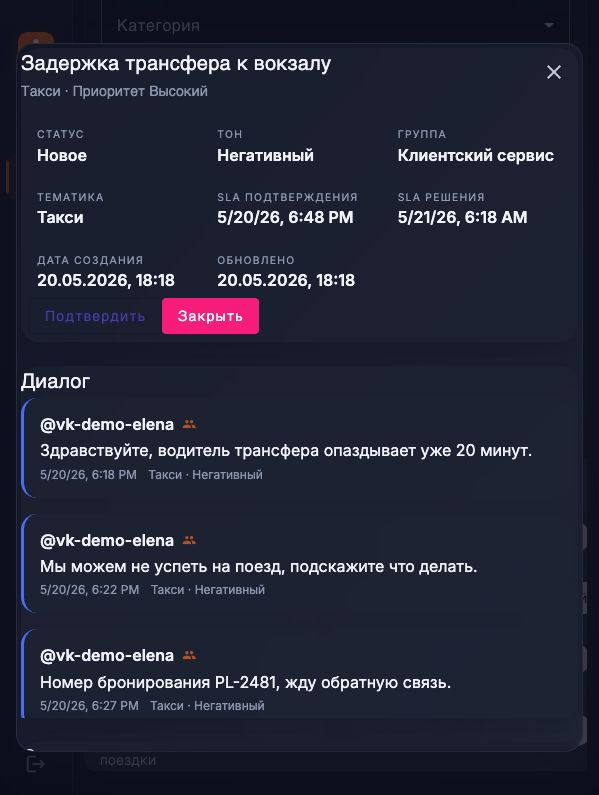 Категория
Задержка трансфера к вокзалу
Такси · Приоритет Высокий
СТАТУС ТОН ГРУППА
Новое Негативный Клиентский сервис
ТЕМАТИКА SLA ПОДТВЕРЖДЕНИЯ SLA РЕШЕНИЯ
Такси 5/20/26, 6:48 PM 5/21/26, 6:18 AM
ДАТА СОЗДАНИЯ ОБНОВЛЕНО
20.05.2026, 18:18 20.05.2026, 18:18
Подтвердить Закрыть
Диалог
@vk-demo-elena
Здравствуйте, водитель трансфера опаздывает уже 20 минут.
5/20/26, 6:18 PM Такси · Негативный
@vk-demo-elena
Мы можем не успеть на поезд, подскажите что делать.
5/20/26, 6:22 PM Такси · Негативный
@vk-demo-elena
Номер бронирования PL-2481, жду обратную связь.
5/20/26, 6:27 PM Такси · Негативный
поездки